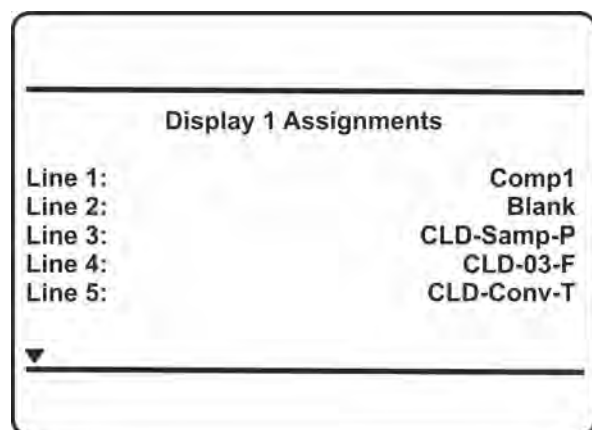 Display 1 Assignments
Line 1: Comp1
Line 2: Blank
Line 3: CLD-Samp-P
Line 4: CLD-03-F
Line 5: CLD-Conv-T